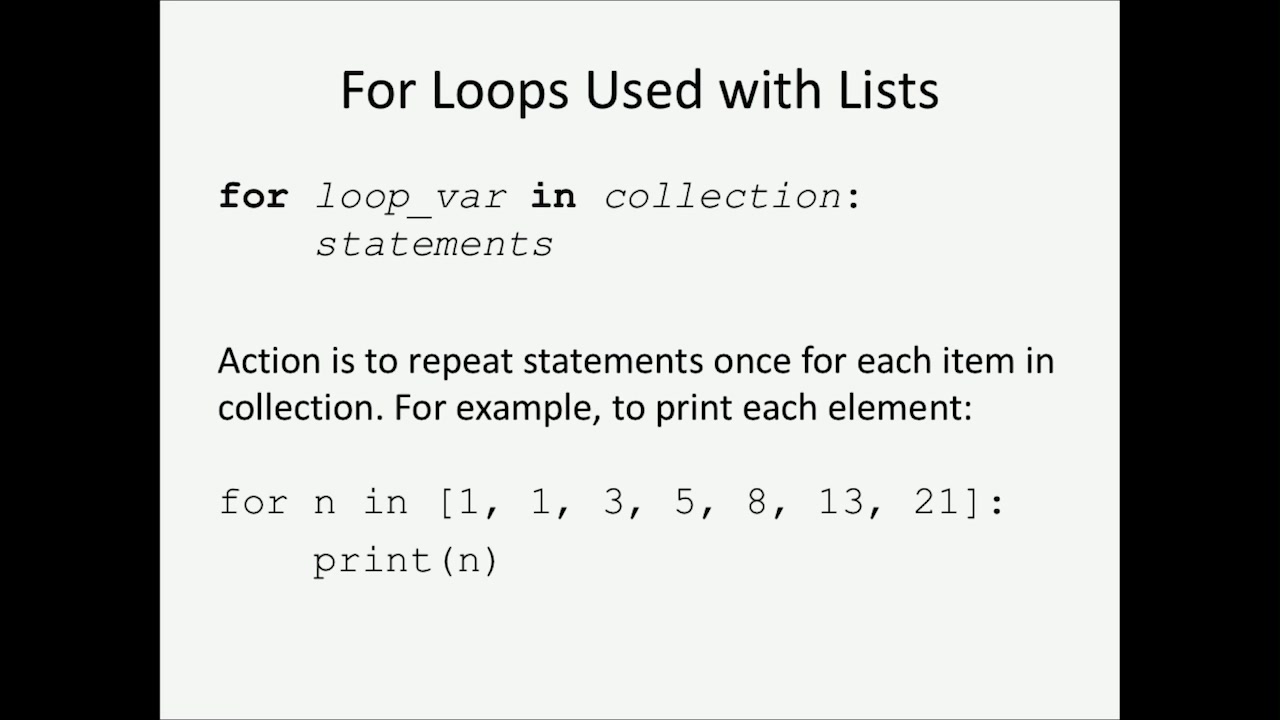 For Loops Used with Lists
for loop_var in collection:
statements
Action is to repeat statements once for each item in
collection. For example, to print each element:
for n in [1, 1, 3, 5, 8, 13, 21]:
print(n)